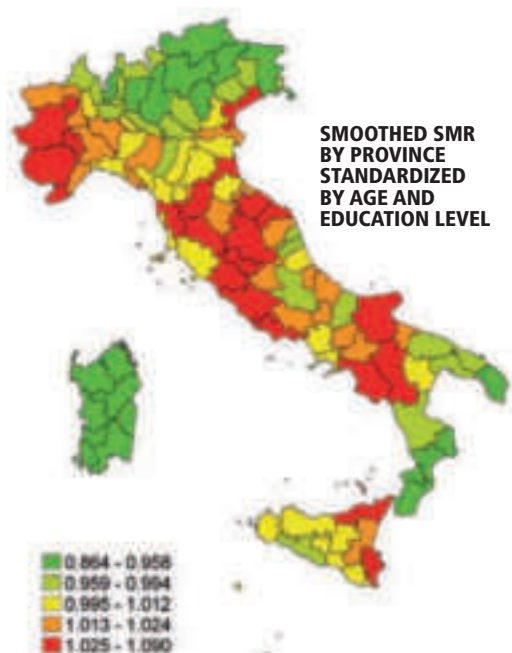 SMOOTHED SMR
BY PROVINCE
STANDARDIZED
BY AGE AND
EDUCATION LEVEL
0.864 - 0.958
0.959 - 0.994
0.995 - 1.012
1.013 - 1.024
1.025 - 1.090